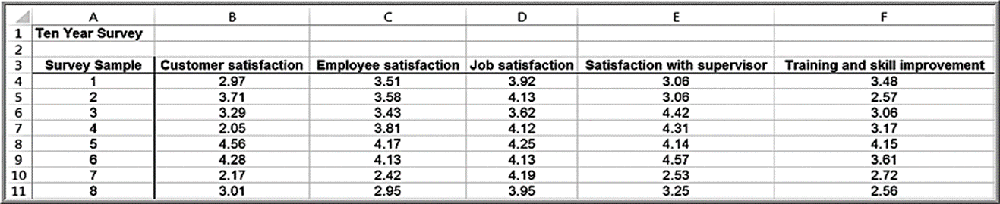 A B C D E F
1 Ten Year Survey
2
3 Survey Sample Customer satisfaction Employee satisfaction Job satisfaction Satisfaction with supervisor Training and skill improvement
4 1 2.97 3.51 3.92 3.06 3.48
5 2 3.71 3.58 4.13 3.06 2.57
6 3 3.29 3.43 3.62 4.42 3.06
7 4 2.05 3.81 4.12 4.31 3.17
8 5 4.56 4.17 4.25 4.14 4.15
9 6 4.28 4.13 4.13 4.57 3.61
10 7 2.17 2.42 4.19 2.53 2.72
11 8 3.01 2.95 3.95 3.25 2.56